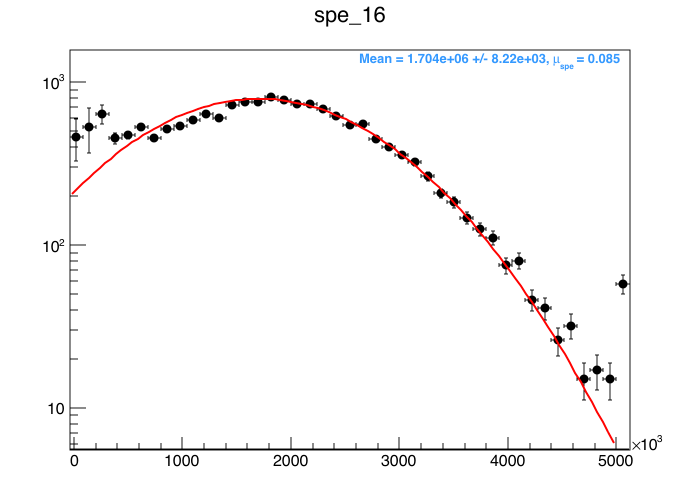 spe_16
Mean = 1.704e+06 +/- 8.22e+03, μspe = 0.085
10³
10²
10
0 1000 2000 3000 4000 5000
×10³